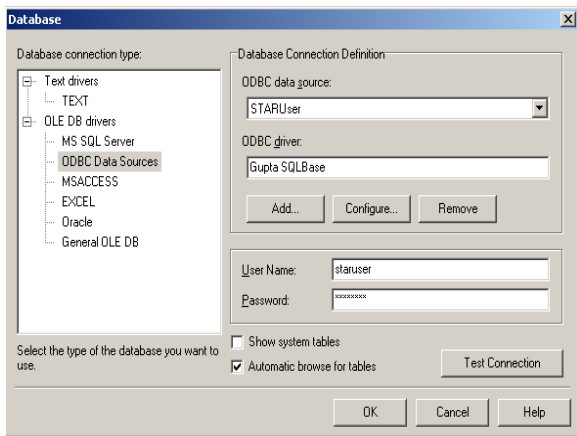 Database
Database connection type:
Text drivers
TEXT
OLE DB drivers
MS SQL Server
ODBC Data Sources
MSACCESS
EXCEL
Oracle
General OLE DB
Select the type of the database you want to
use.
Database Connection Definition
ODBC data source:
STARUser
ODBC driver:
Gupta SQLBase
Add... Configure... Remove
User Name: staruser
Password: xxxxxxxx
Show system tables
Automatic browse for tables
Test Connection
OK Cancel Help